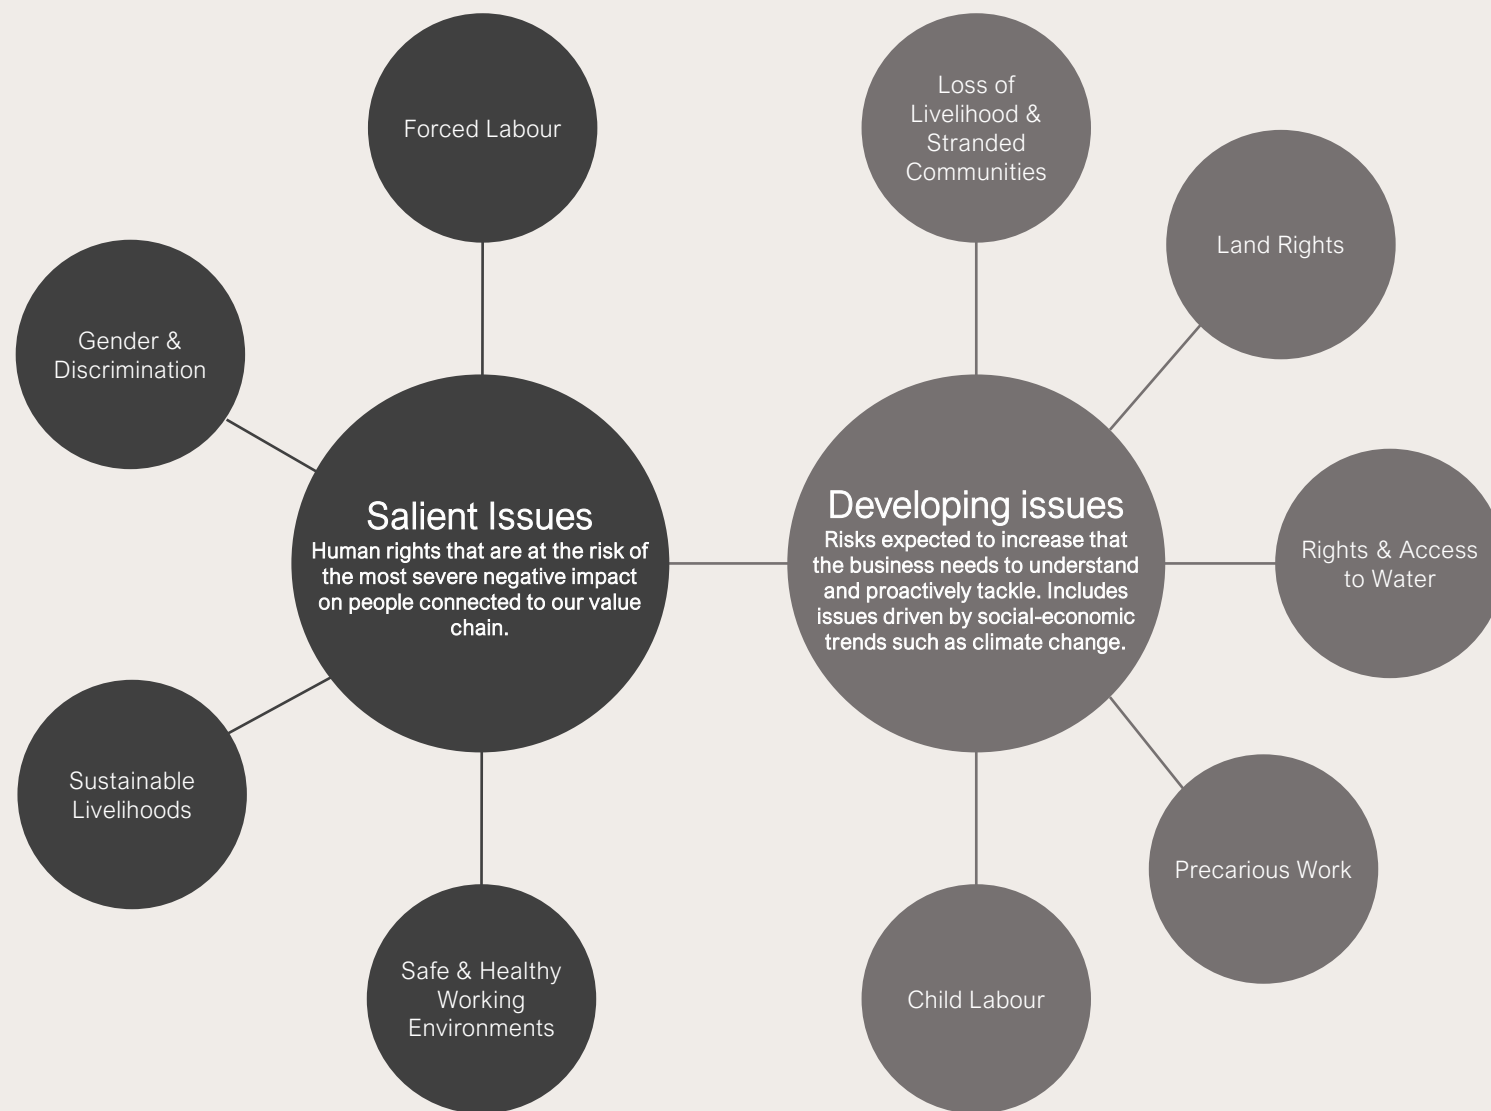 Forced Labour
Gender &
Discrimination
Salient Issues
Human rights that are at the risk of
the most severe negative impact
on people connected to our value
chain.
Sustainable
Livelihoods
Safe & Healthy
Working
Environments
Loss of
Livelihood &
Stranded
Communities
Land Rights
Developing issues
Risks expected to increase that
the business needs to understand
and proactively tackle. Includes
issues driven by social-economic
trends such as climate change.
Rights & Access
to Water
Precarious Work
Child Labour